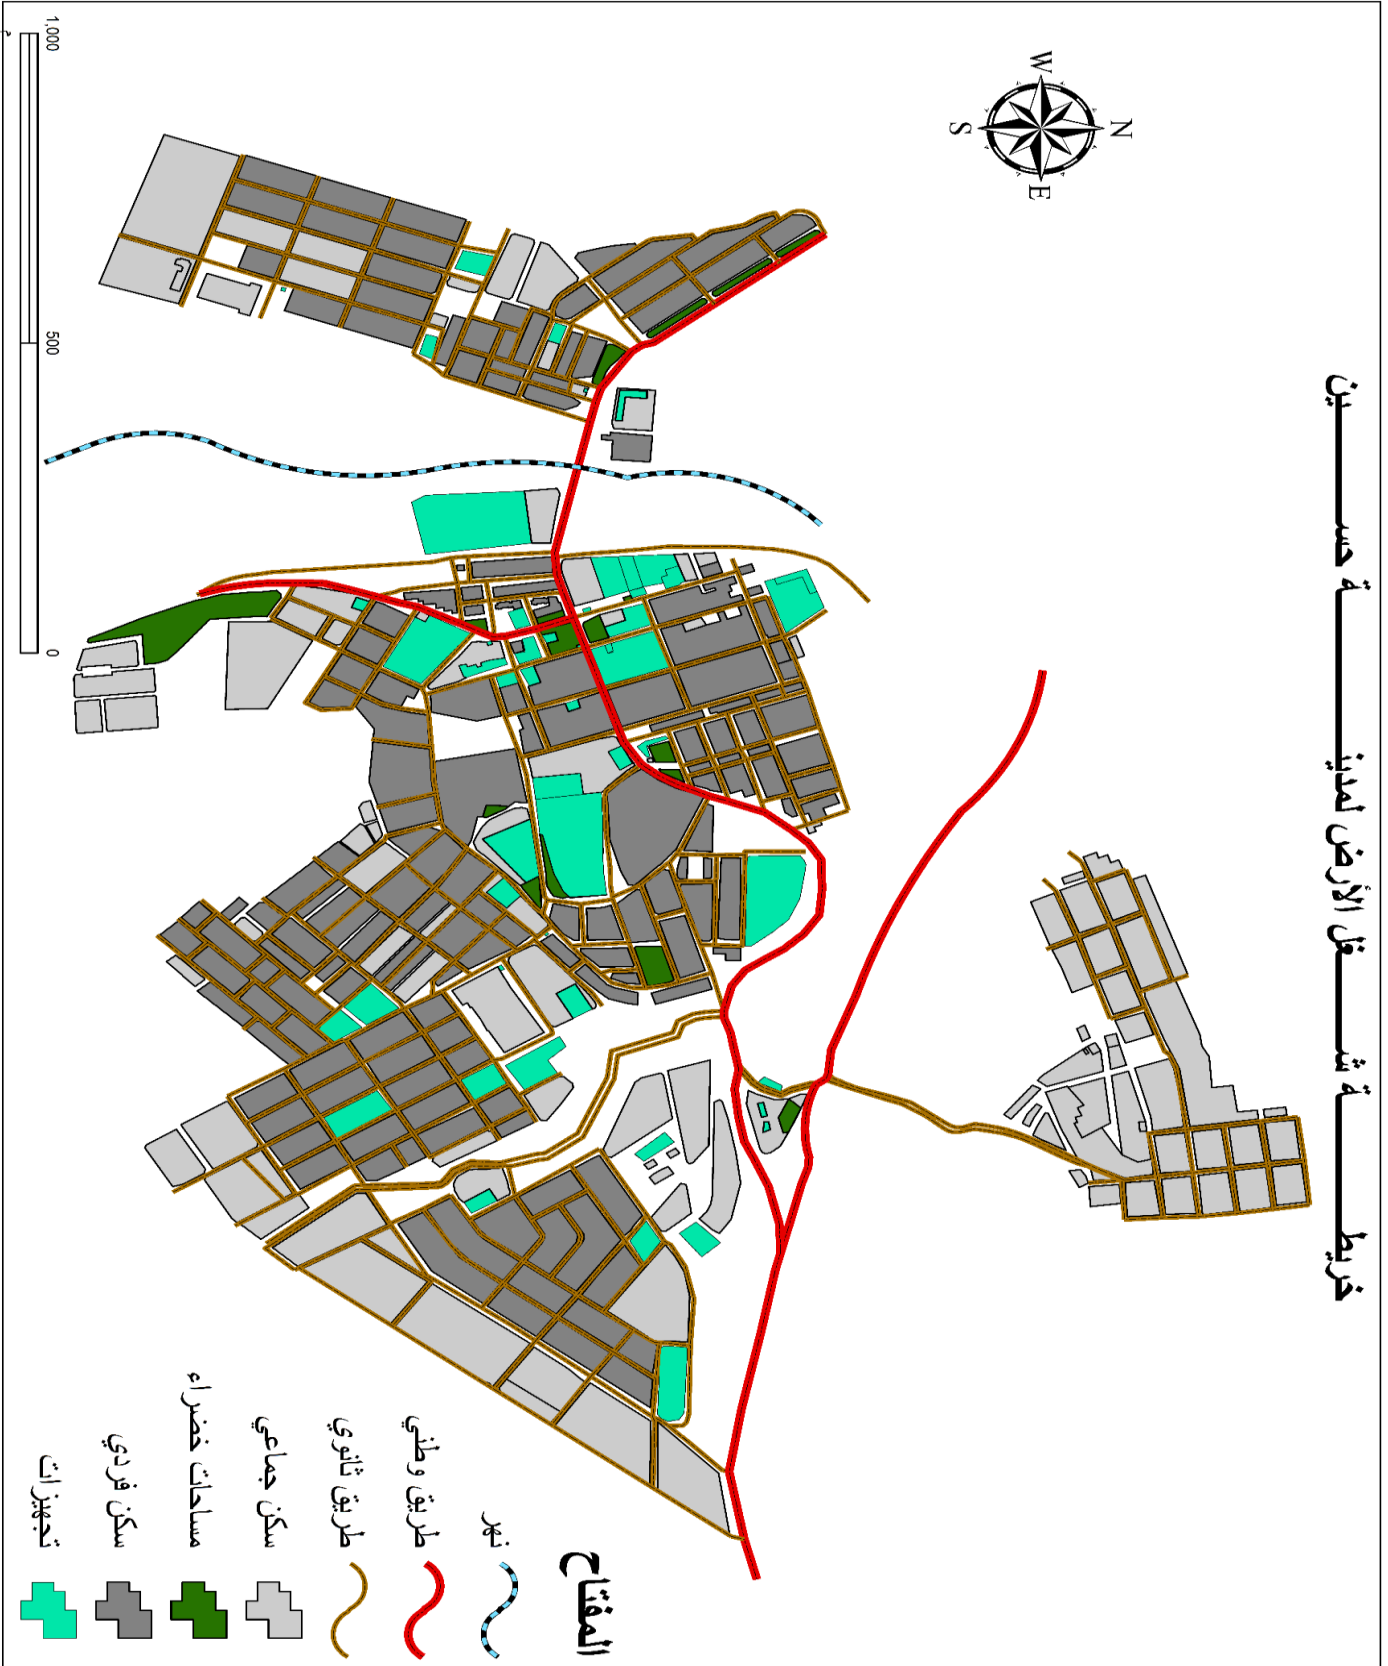 خريطة شغل الأرض لمدينة حسين
N
W
E
S
المفتاح
نهر
طريق وطني
طريق ثانوي
سكن جماعي
مساحات خضراء
سكن فردي
تجهيزات
1,000
500
0